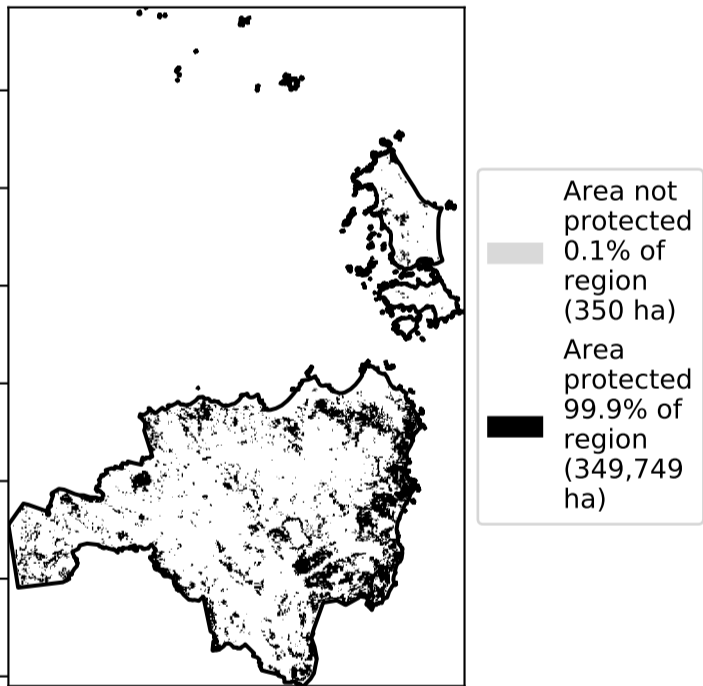 Area not
protected
0.1% of
region
(350 ha)
Area
protected
99.9% of
region
(349,749
ha)